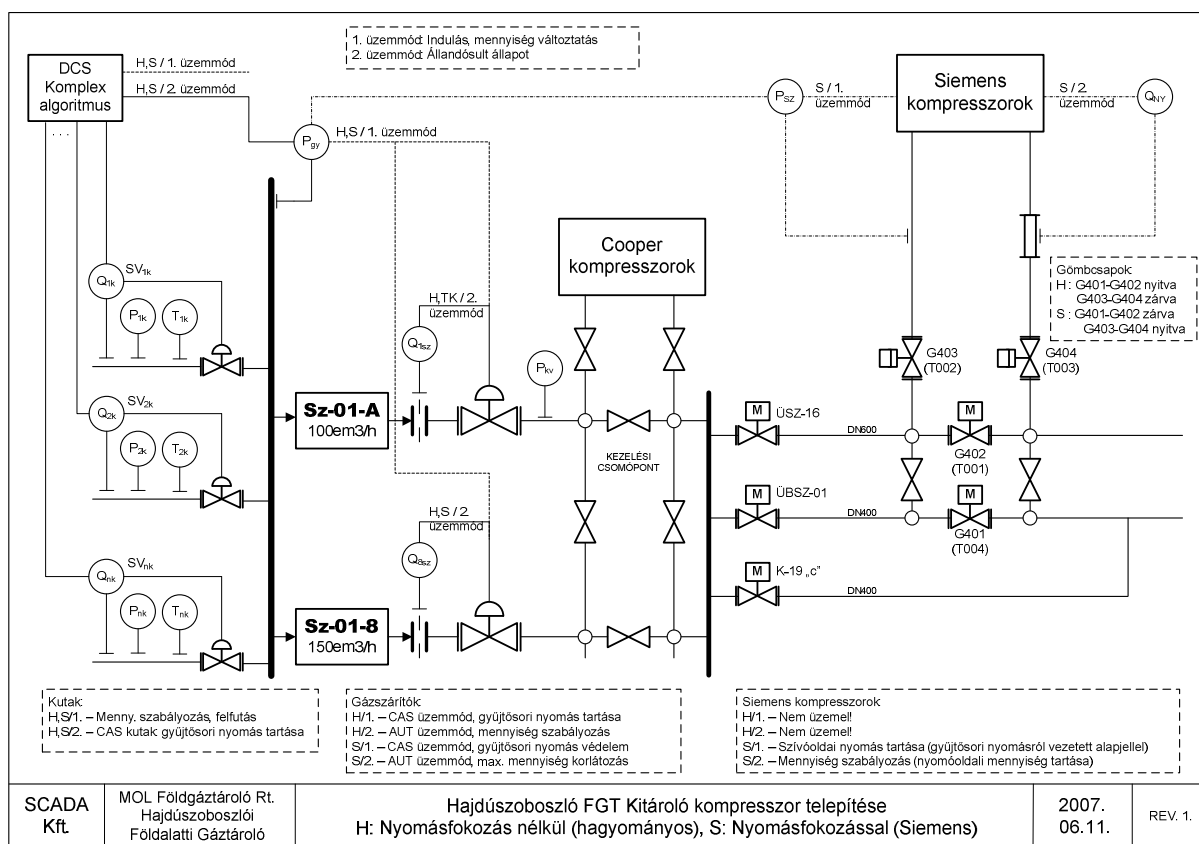 1. üzemmód: Indulás, mennyiség változtatás
2. üzemmód: Állandósult állapot
DCS
Komplex
algoritmus
. . .
H,S / 1. üzemmód
H,S / 2. üzemmód
Pgy
H,S / 1. üzemmód
PSZ
S / 1.
üzemmód
Siemens
kompresszorok
S / 2.
üzemmód
QNY
Cooper
kompresszorok
Gömbcsapok:
H : G401-G402 nyitva
G403-G404 zárva
S : G401-G402 zárva
G403-G404 nyitva
Q1k
SV1k
P1k
T1k
H,TK / 2.
üzemmód
Q1sz
Pkv
G403
(T002)
G404
(T003)
Q2k
SV2k
P2k
T2k
Sz-01-A
100em3/h
KEZELÉSI
CSOMÓPONT
M
ÜSZ-16
DN600
M
G402
(T001)
H,S / 2.
üzemmód
Qasz
M
ÜBSZ-01
DN400
M
G401
(T004)
Qnk
SVnk
Pnk
Tnk
M
K-19 „c”
DN400
Sz-01-8
150em3/h
Kutak:
H,S/1. – Menny. szabályozás, felfutás
H,S/2. – CAS kutak: gyűjtősori nyomás tartása
Gázszárítók:
H/1. – CAS üzemmód, gyűjtősori nyomás tartása
H/2. – AUT üzemmód, mennyiség szabályozás
S/1. – CAS üzemmód, gyűjtősori nyomás védelem
S/2. – AUT üzemmód, max. mennyiség korlátozás
Siemens kompresszorok:
H/1. – Nem üzemel!
H/2. – Nem üzemel!
S/1. – Szívóoldai nyomás tartása (gyűjtősori nyomásról vezetett alapjellel)
S/2. – Mennyiség szabályozás (nyomóoldali mennyiség tartása)
SCADA
Kft.
MOL Földgáztároló Rt.
Hajdúszoboszlói
Földalatti Gáztároló
Hajdúszoboszló FGT Kitároló kompresszor telepítése
H: Nyomásfokozás nélkül (hagyományos), S: Nyomásfokozással (Siemens)
2007.
06.11.
REV. 1.